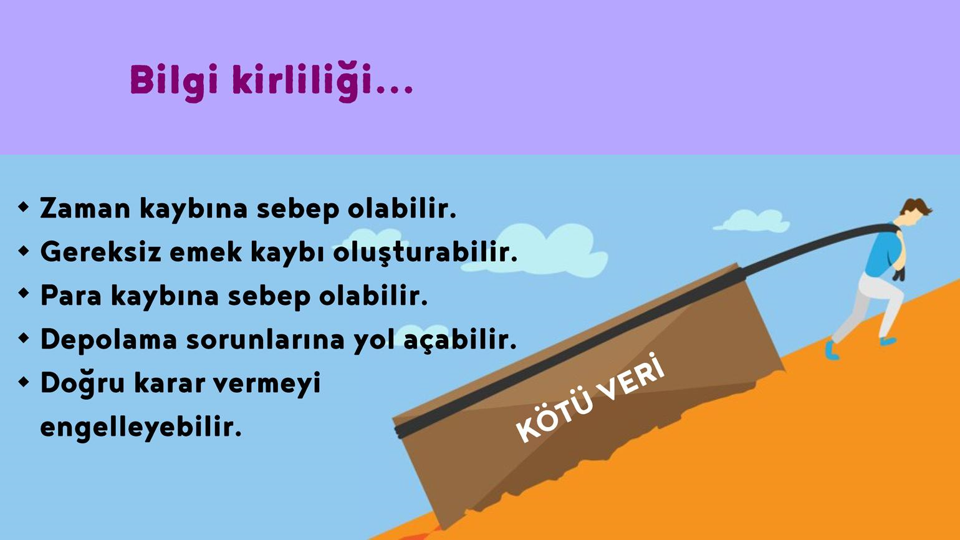 Bilgi kirliliği...
◆ Zaman kaybına sebep olabilir.
◆ Gereksiz emek kaybı oluşturabilir.
◆ Para kaybına sebep olabilir.
◆ Depolama sorunlarına yol açabilir.
◆ Doğru karar vermeyi
engelleyebilir.
KÖTÜ VERİ